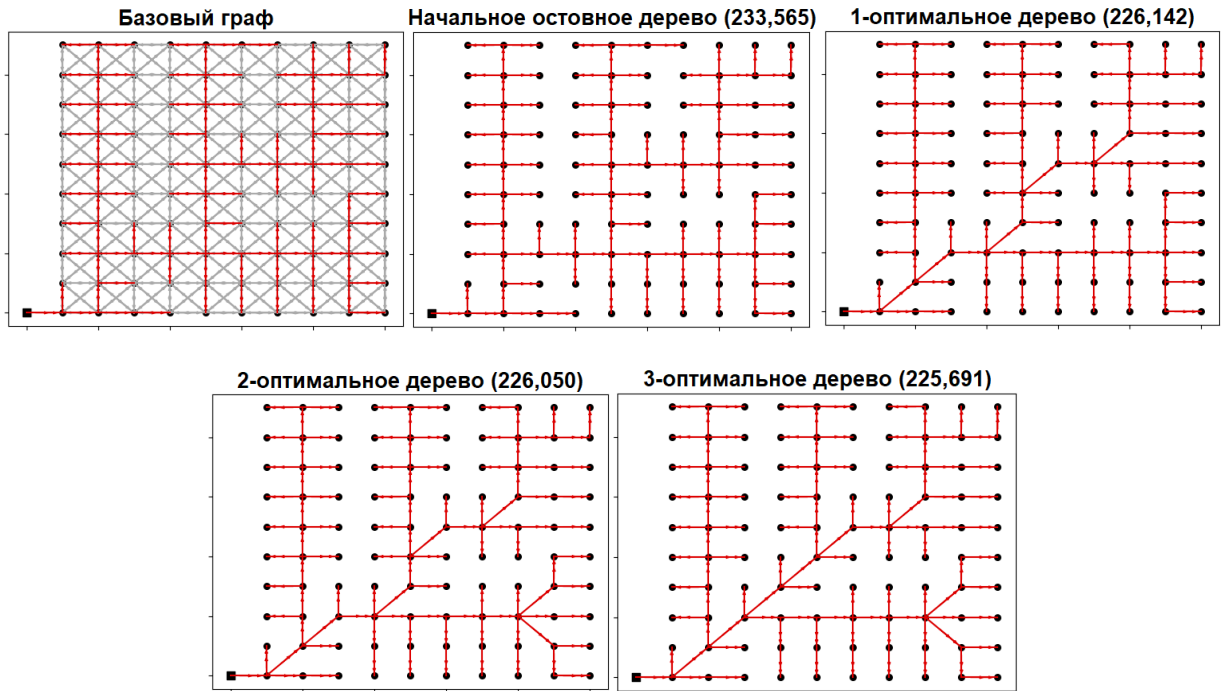 Базовый граф
Начальное остовное дерево (233,565)
1-оптимальное дерево (226,142)
2-оптимальное дерево (226,050)
3-оптимальное дерево (225,691)